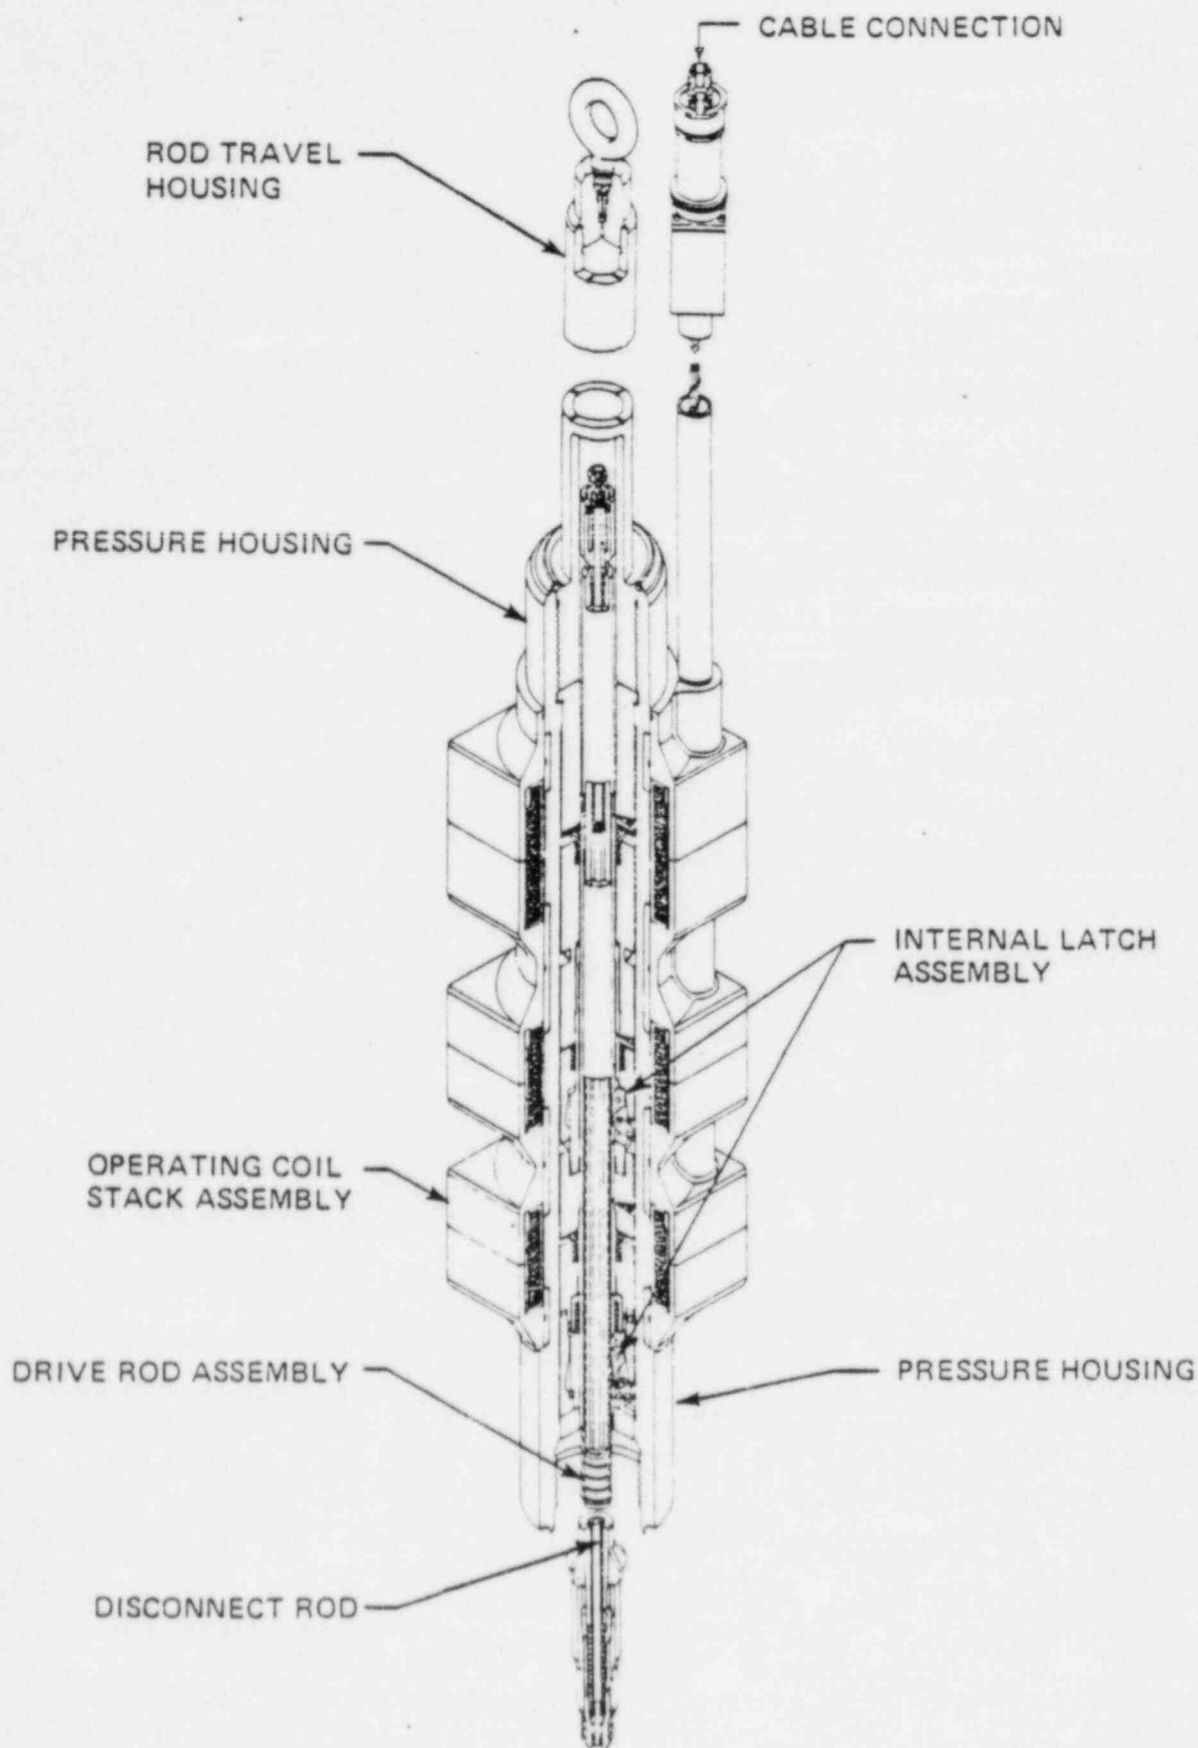 CABLE CONNECTION
ROD TRAVEL
HOUSING
PRESSURE HOUSING
INTERNAL LATCH
ASSEMBLY
OPERATING COIL
STACK ASSEMBLY
DRIVE ROD ASSEMBLY
PRESSURE HOUSING
DISCONNECT ROD